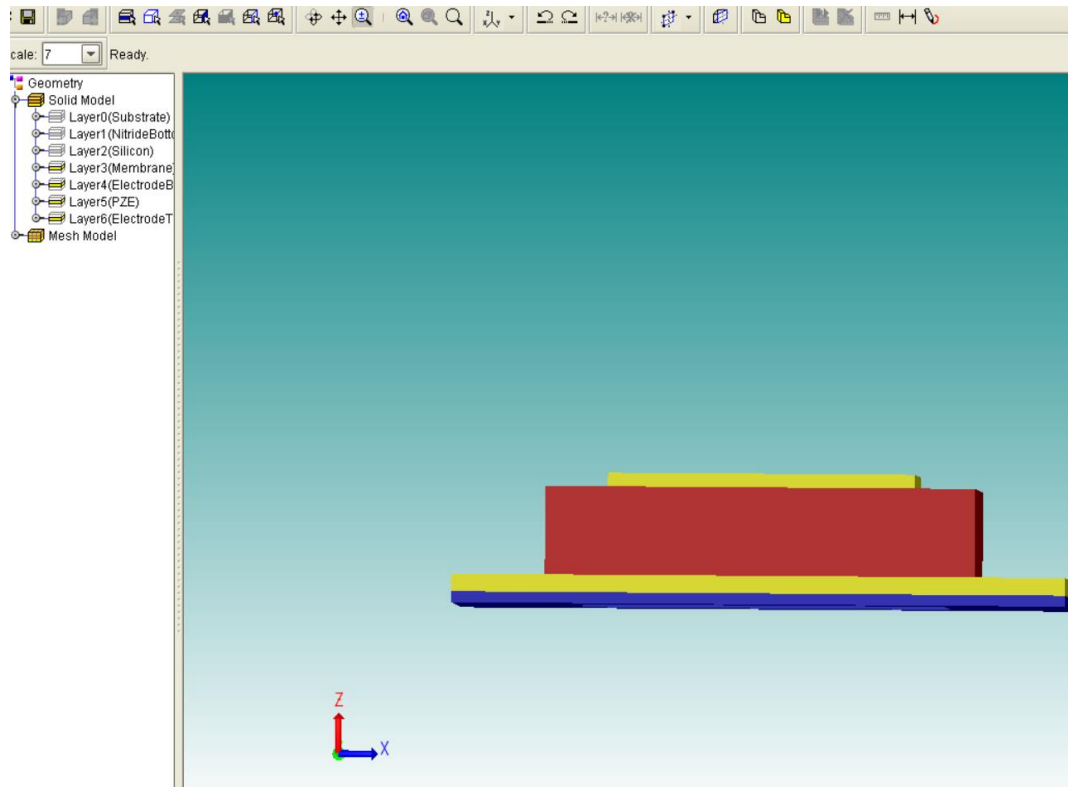 cale: 7 Ready.
Geometry
Solid Model
Layer0(Substrate)
Layer1(NitrideBott
Layer2(Silicon)
Layer3(Membrane)
Layer4(ElectrodeB
Layer5(PZE)
Layer6(ElectrodeT
Mesh Model
Z
X